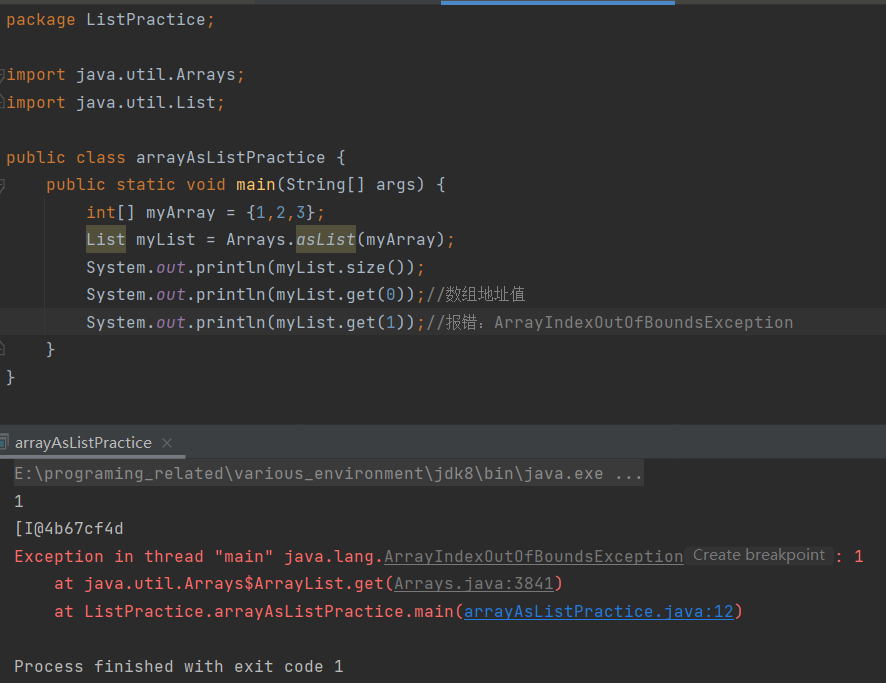 package ListPractice;
import java.util.Arrays;
import java.util.List;
public class arrayAsListPractice {
public static void main(String[] args) {
int[] myArray = {1,2,3};
List myList = Arrays.asList(myArray);
System.out.println(myList.size());
System.out.println(myList.get(0));//数组地址值
System.out.println(myList.get(1));//报错：ArrayIndexOutOfBoundsException
}
}
arrayAsListPractice ×
E:\programing_related\various_environment\jdk8\bin\java.exe ...
1
[I@4b67cf4d
Exception in thread "main" java.lang.ArrayIndexOutOfBoundsException Create breakpoint : 1
at java.util.Arrays$ArrayList.get(Arrays.java:3841)
at ListPractice.arrayAsListPractice.main(arrayAsListPractice.java:12)
Process finished with exit code 1